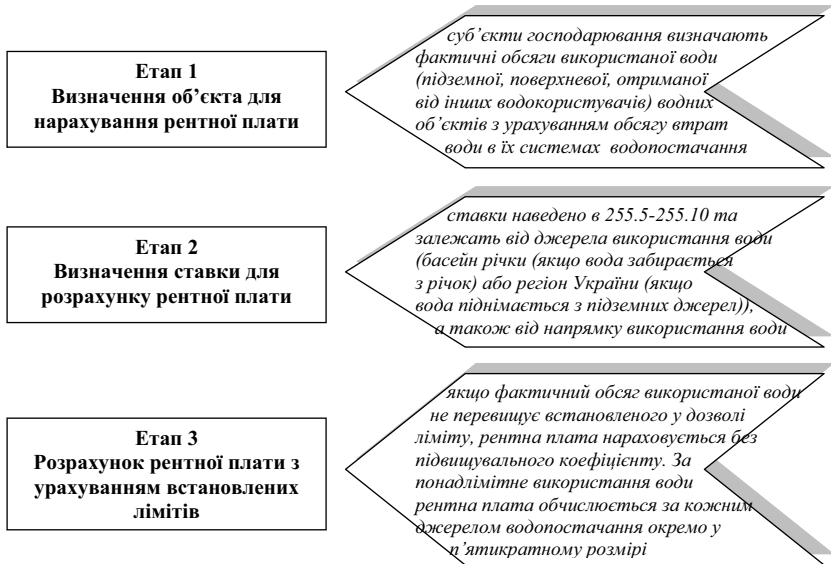 Етап 1
Визначення об’єкта для
нарахування рентної плати
суб’єкти господарювання визначають
фактичні обсяги використаної води
(підземної, поверхневої, отриманої
від інших водокористувачів) водних
об’єктів з урахуванням обсягу втрат
води в їх системах водопостачання
Етап 2
Визначення ставки для
розрахунку рентної плати
ставки наведено в 255.5-255.10 та
залежать від джерела використання води
(басейн річки (якщо вода забирається
з річок) або регіон України (якщо
вода піднімається з підземних джерел)),
а також від напрямку використання води
Етап 3
Розрахунок рентної плати з
урахуванням встановлених
лімітів
якщо фактичний обсяг використаної води
не перевищує встановленого у дозволі
ліміту, рентна плата нараховується без
підвищувального коефіцієнту. За
понадлімітне використання води
рентна плата обчислюється за кожним
джерелом водопостачання окремо у
п’ятикратному розмірі